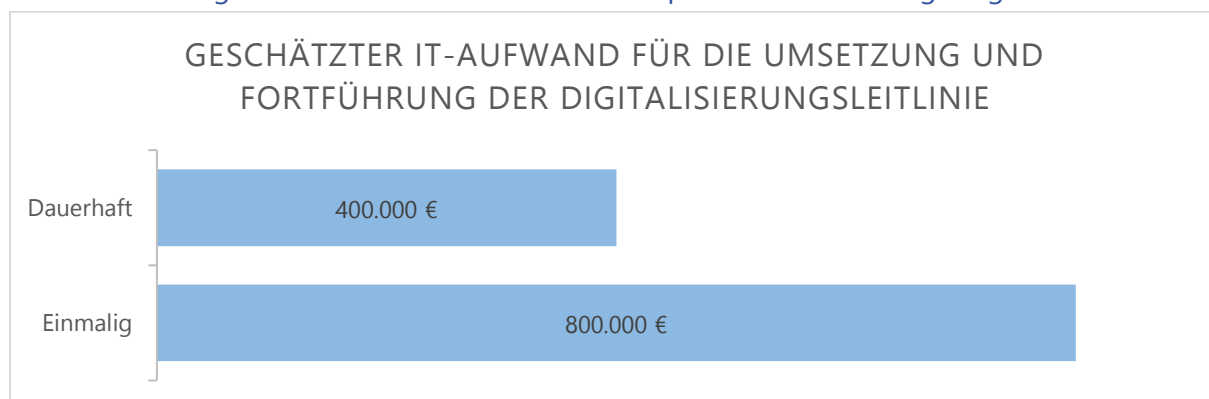 GESCHÄTZTER IT-AUFWAND FÜR DIE UMSETZUNG UND
FORTFÜHRUNG DER DIGITALISIERUNGSLEITLINIE
Dauerhaft
400.000 €
Einmalig
800.000 €